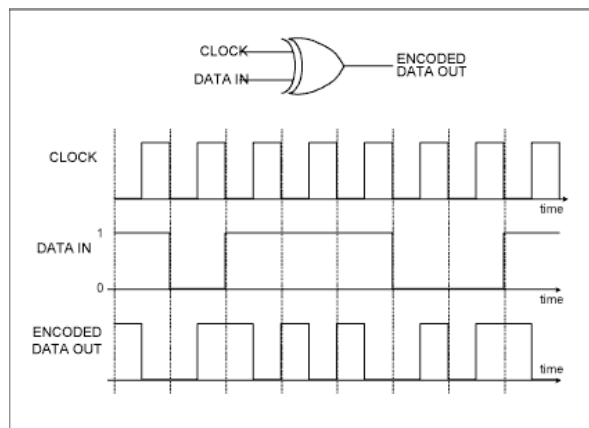 CLOCK
DATA IN
ENCODED
DATA OUT
CLOCK
time
1
DATA IN
0
time
ENCODED
DATA OUT
time